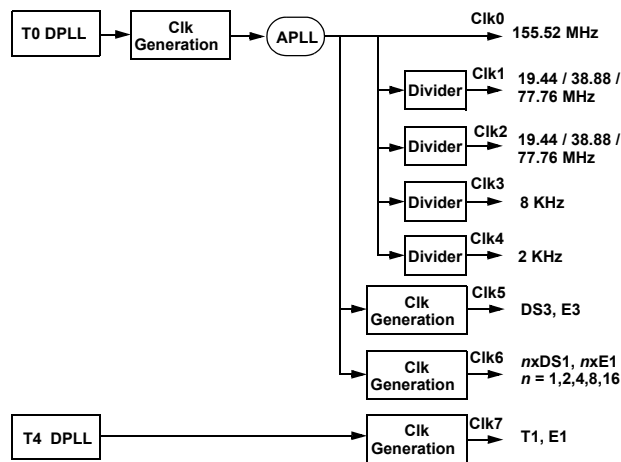 T0 DPLL
Clk
Generation
APLL
Clk0
155.52 MHz
Divider
Clk1
19.44 / 38.88 /
77.76 MHz
Divider
Clk2
19.44 / 38.88 /
77.76 MHz
Divider
Clk3
8 KHz
Divider
Clk4
2 KHz
Clk
Generation
Clk5
DS3, E3
Clk
Generation
Clk6
nxDS1, nxE1
n = 1,2,4,8,16
T4 DPLL
Clk
Generation
Clk7
T1, E1